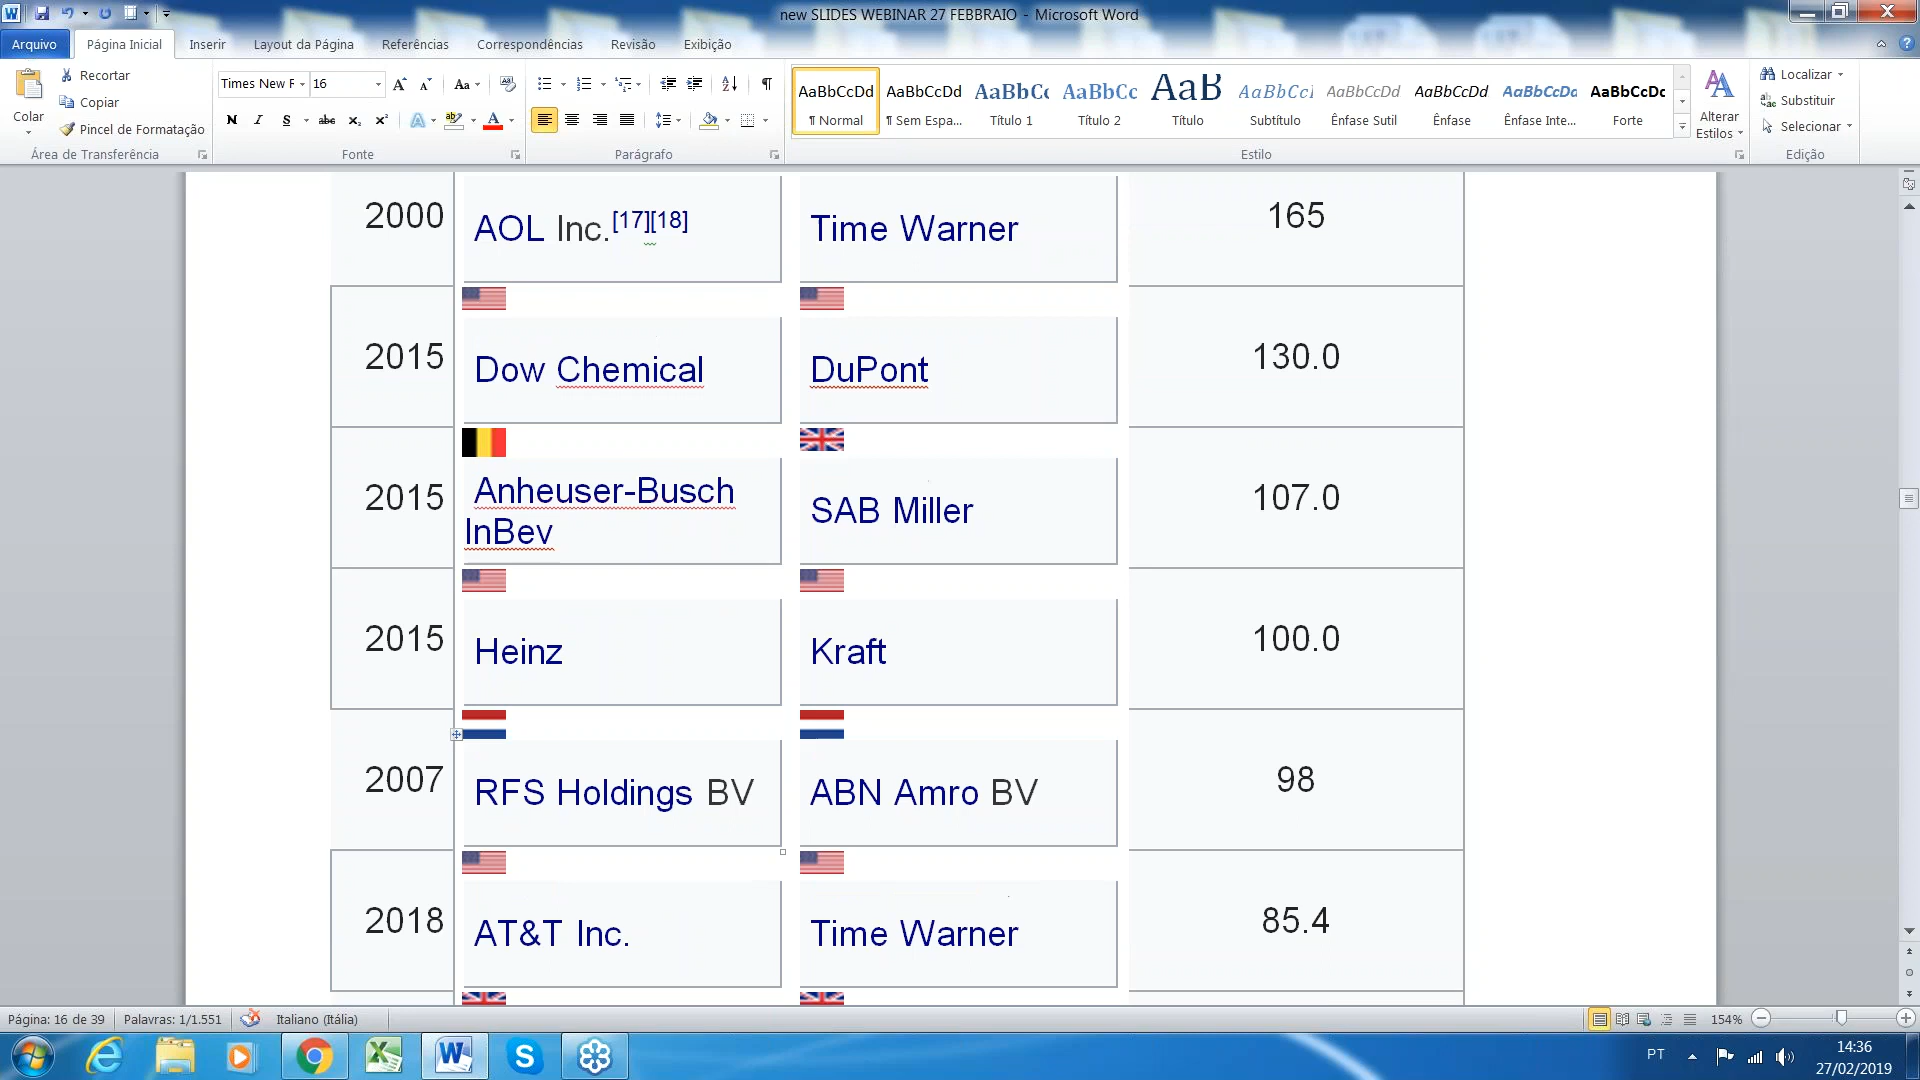 new SLIDES WEBINAR 27 FEBBRAIO - Microsoft Word
Arquivo Página Inicial Inserir Layout da Página Referências Correspondências Revisão Exibição
Colar
Recortar
Copiar
Pincel de Formatação
Área de Transferência
Times New F 16
Fonte
Parágrafo
AaBbCcDd AaBbCcDd AaBbCc AaBbCc AaB AaBbCcI AaBbCcDd AaBbCcDd AaBbCcDd AaBbCcDc
¶ Normal ¶ Sem Espa... Título 1 Título 2 Título Subtítulo Ênfase Sutil Ênfase Ênfase Inte... Forte
Estilo
Alterar
Estilos
Localizar
Substituir
Selecionar
Edição
2000 AOL Inc.[17][18] Time Warner 165
2015 Dow Chemical DuPont 130.0
2015 Anheuser-Busch
InBev SAB Miller 107.0
2015 Heinz Kraft 100.0
2007 RFS Holdings BV ABN Amro BV 98
2018 AT&T Inc. Time Warner 85.4
Página: 16 de 39 Palavras: 1/1.551 Italiano (Itália) 154%
PT 14:36
27/02/2019